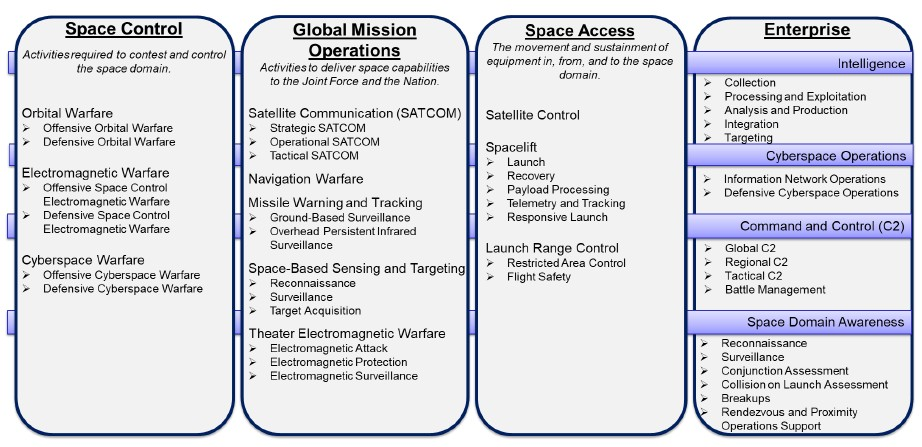 Space Control
Activities required to contest and control
the space domain.
Orbital Warfare
➢ Offensive Orbital Warfare
➢ Defensive Orbital Warfare
Electromagnetic Warfare
➢ Offensive Space Control
Electromagnetic Warfare
➢ Defensive Space Control
Electromagnetic Warfare
Cyberspace Warfare
➢ Offensive Cyberspace Warfare
➢ Defensive Cyberspace Warfare
Global Mission
Operations
Activities to deliver space capabilities
to the Joint Force and the Nation.
Satellite Communication (SATCOM)
➢ Strategic SATCOM
➢ Operational SATCOM
➢ Tactical SATCOM
Navigation Warfare
Missile Warning and Tracking
➢ Ground-Based Surveillance
➢ Overhead Persistent Infrared
Surveillance
Space-Based Sensing and Targeting
➢ Reconnaissance
➢ Surveillance
➢ Target Acquisition
Theater Electromagnetic Warfare
➢ Electromagnetic Attack
➢ Electromagnetic Protection
➢ Electromagnetic Surveillance
Space Access
The movement and sustainment of
equipment in, from, and to the space
domain.
Satellite Control
Spacelift
➢ Launch
➢ Recovery
➢ Payload Processing
➢ Telemetry and Tracking
➢ Responsive Launch
Launch Range Control
➢ Restricted Area Control
➢ Flight Safety
Enterprise
Intelligence
➢ Collection
➢ Processing and Exploitation
➢ Analysis and Production
➢ Integration
➢ Targeting
Cyberspace Operations
➢ Information Network Operations
➢ Defensive Cyberspace Operations
Command and Control (C2)
➢ Global C2
➢ Regional C2
➢ Tactical C2
➢ Battle Management
Space Domain Awareness
➢ Reconnaissance
➢ Surveillance
➢ Conjunction Assessment
➢ Collision on Launch Assessment
➢ Breakups
➢ Rendezvous and Proximity
Operations Support